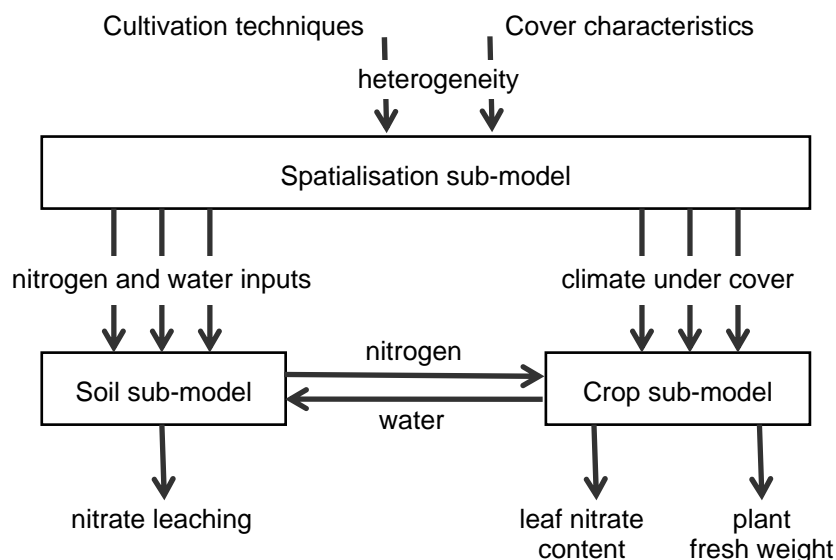 Cultivation techniques
Cover characteristics
heterogeneity
Spatialisation sub-model
nitrogen and water inputs
climate under cover
nitrogen
Soil sub-model
Crop sub-model
water
nitrate leaching
leaf nitrate
content
plant
fresh weight